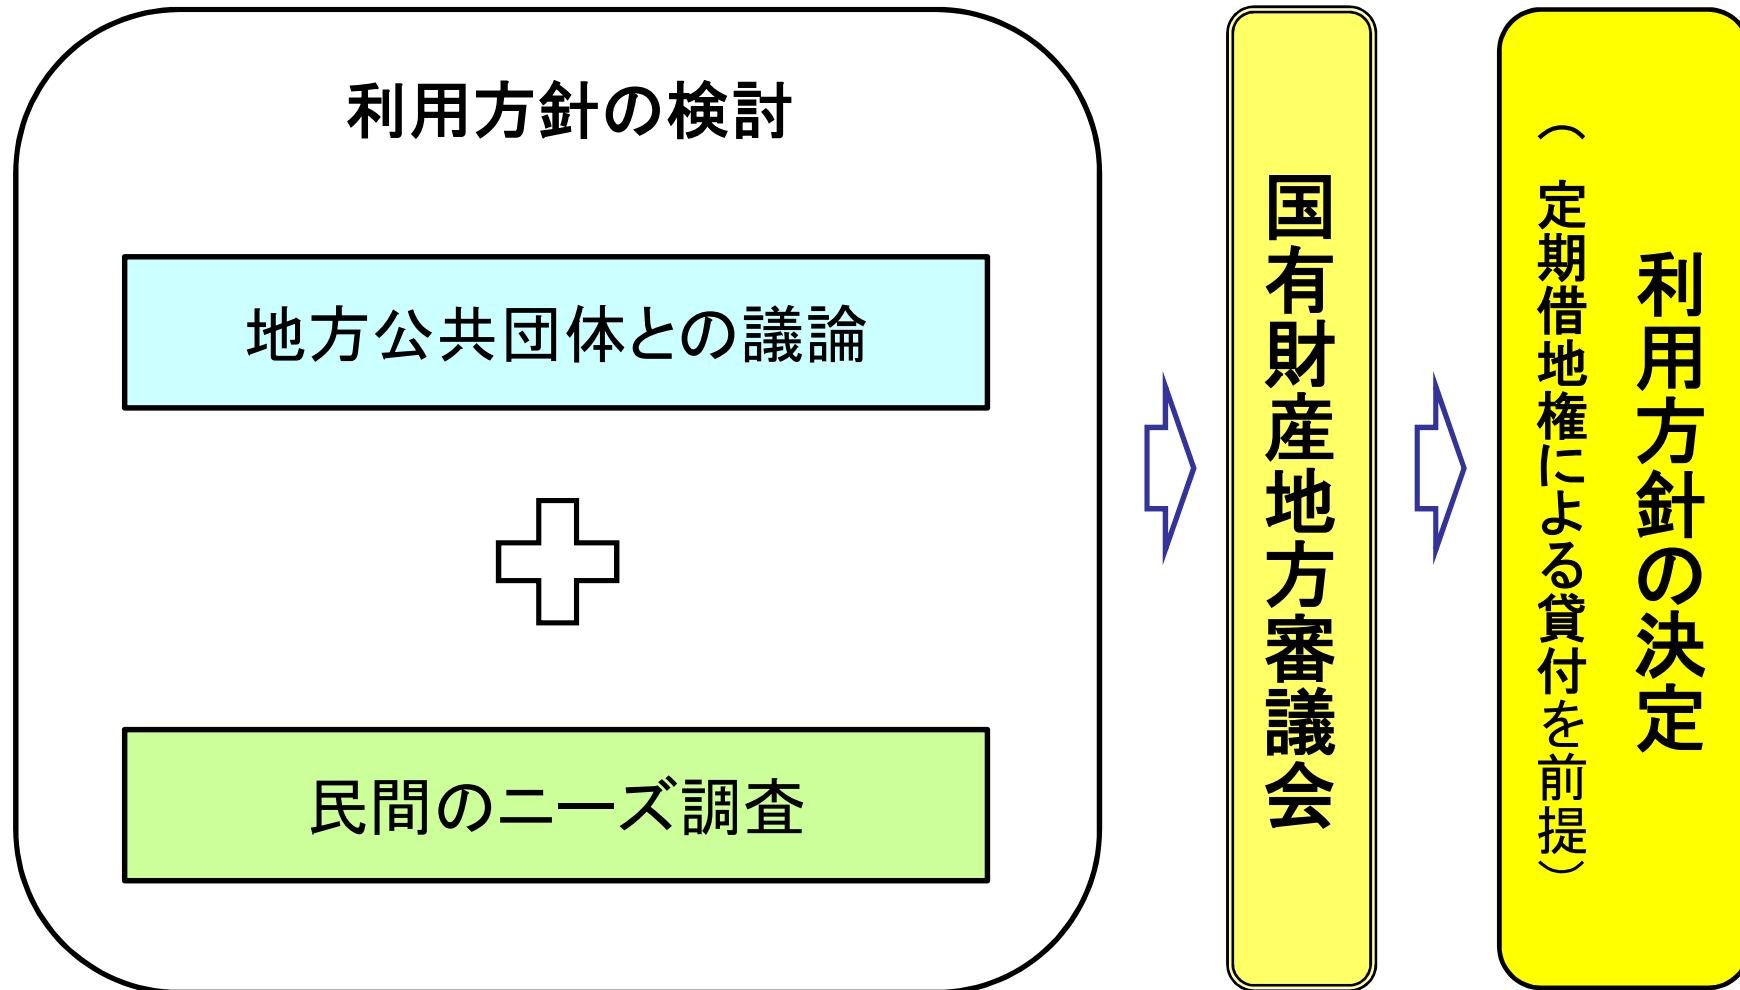 利用方針の検討
地方公共団体との議論
民間のニーズ調査
国有財産地方審議会
利用方針の決定
（ 定期借地権による貸付を前提）